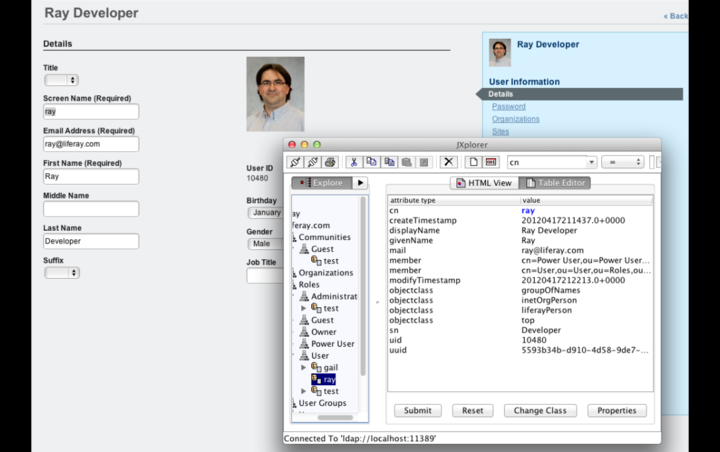 Ray Developer
« Back
Details
Title
Screen Name (Required)
ray
Email Address (Required)
ray@liferay.com
First Name (Required)
Ray
Middle Name
Last Name
Developer
Suffix
User ID
10480
Birthday
January
Gender
Male
Job Title
Ray Developer
User Information
Details
Password
Organizations
Sites
JXplorer
cn
=
Explore
HTML View
Table Editor
ay
feray.com
Communities
Guest
test
Organizations
Roles
Administrat
test
Guest
Owner
Power User
User
gail
ray
test
User Groups
attribute type value
cn ray
createTimestamp 20120417211437.0+0000
displayName Ray Developer
givenName Ray
mail ray@liferay.com
member cn=Power User,ou=Power User...
member cn=User,ou=User,ou=Roles,ou...
modifyTimestamp 20120417212213.0+0000
objectclass groupOfNames
objectclass inetOrgPerson
objectclass liferayPerson
objectclass top
sn Developer
uid 10480
uuid 5593b34b-d910-4d58-9de7-...
Submit Reset Change Class Properties
Connected To 'ldap://localhost:11389'